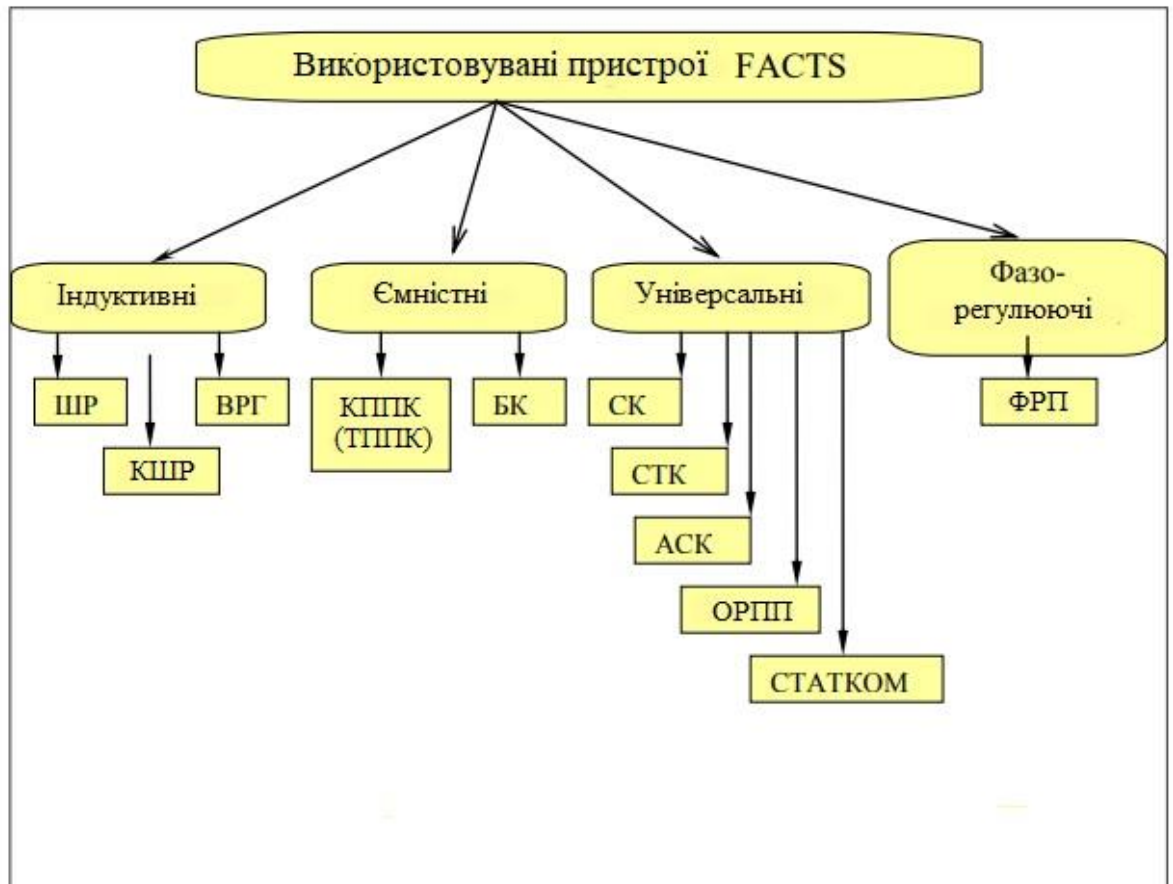 Використовувані пристрої FACTS
Індуктивні
Ємністні
Універсальні
Фазо-
регулюючі
ШР
ВРГ
КППК
(ТППК)
БК
СК
ФРП
КШР
СТК
АСК
ОРПП
СТАТКОМ